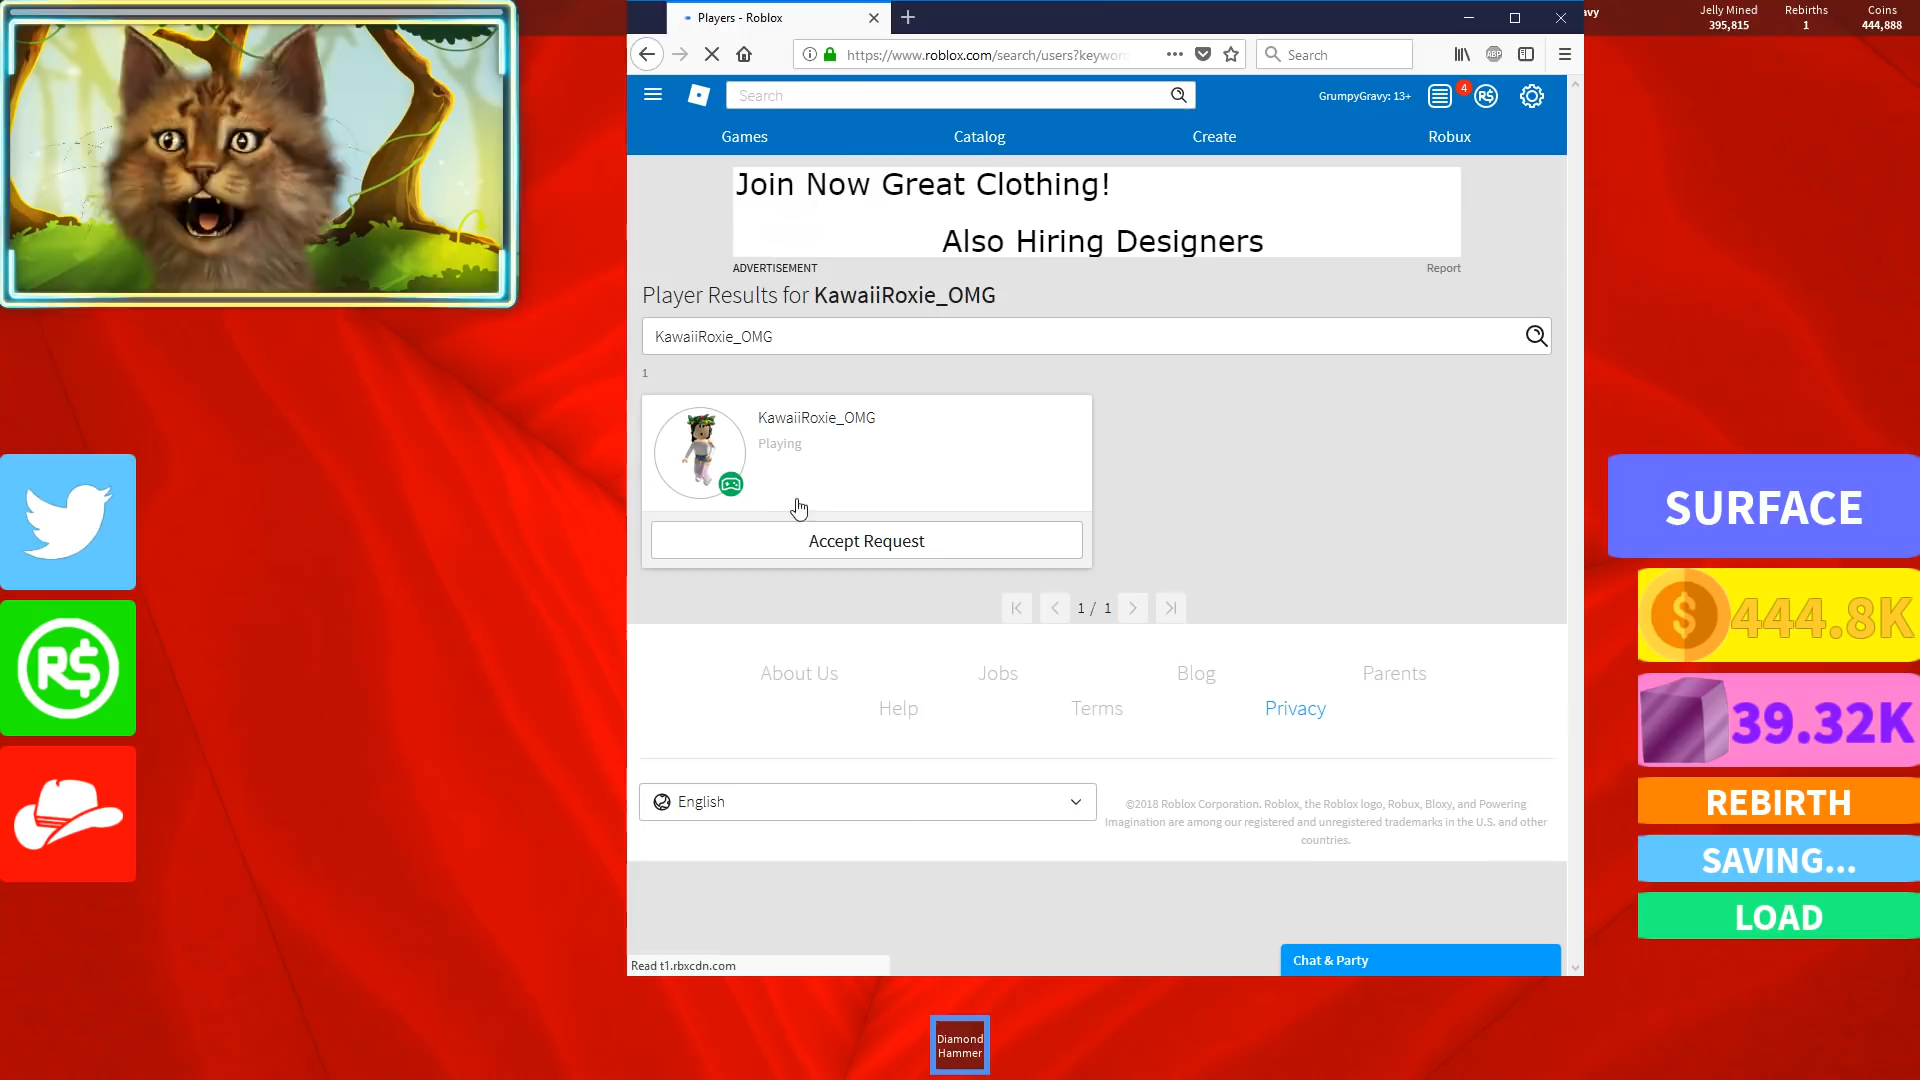 Players - Roblox
avy
Jelly Mined
395,815
Rebirths
1
Coins
444,888
https://www.roblox.com/search/users?keywor
Search
ABP
Search
GrumpyGravy: 13+
4
R$
Games
Catalog
Create
Robux
Join Now Great Clothing!
Also Hiring Designers
ADVERTISEMENT
Report
Player Results for KawaiiRoxie_OMG
KawaiiRoxie_OMG
1
KawaiiRoxie_OMG
Playing
Accept Request
1 / 1
About Us
Jobs
Blog
Parents
Help
Terms
Privacy
English
©2018 Roblox Corporation. Roblox, the Roblox logo, Robux, Bloxy, and Powering
Imagination are among our registered and unregistered trademarks in the U.S. and other
countries.
Chat & Party
Read t1.rbxcdn.com
R$
SURFACE
$
444.8K
39.32K
REBIRTH
SAVING...
LOAD
Diamond
Hammer